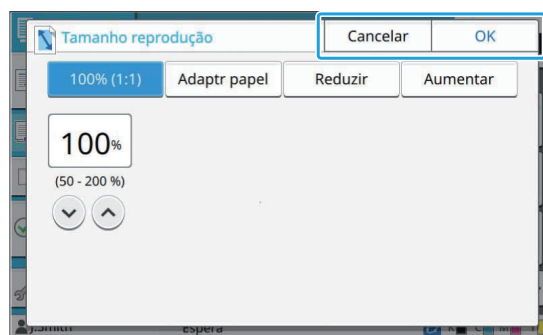 Tamanho reprodução
Cancelar
OK
100% (1:1)
Adaptr papel
Reduzir
Aumentar
100%
(50 - 200 %)
J.Smith
Espera